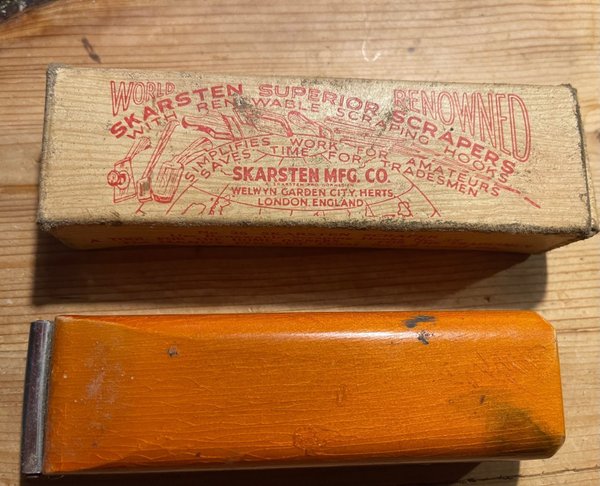 WORLD RENOWNED
SKARSTEN SUPERIOR SCRAPERS
WITH RENEWABLE SCRAPING HOOKS
SIMPLIFIES WORK FOR AMATEURS
SAVES TIME FOR TRADESMEN
SKARSTEN MFG. CO.
WELWYN GARDEN CITY, HERTS
LONDON, ENGLAND